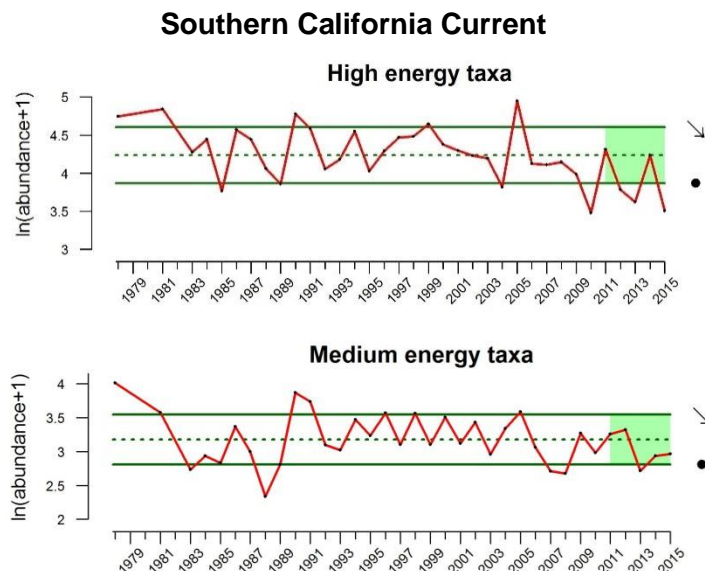 Southern California Current
High energy taxa
ln(abundance+1)
5
4.5
4
3.5
3
1979 1981 1983 1985 1987 1989 1991 1993 1995 1997 1999 2001 2003 2005 2007 2009 2011 2013 2015
Medium energy taxa
ln(abundance+1)
4
3.5
3
2.5
2
1979 1981 1983 1985 1987 1989 1991 1993 1995 1997 1999 2001 2003 2005 2007 2009 2011 2013 2015